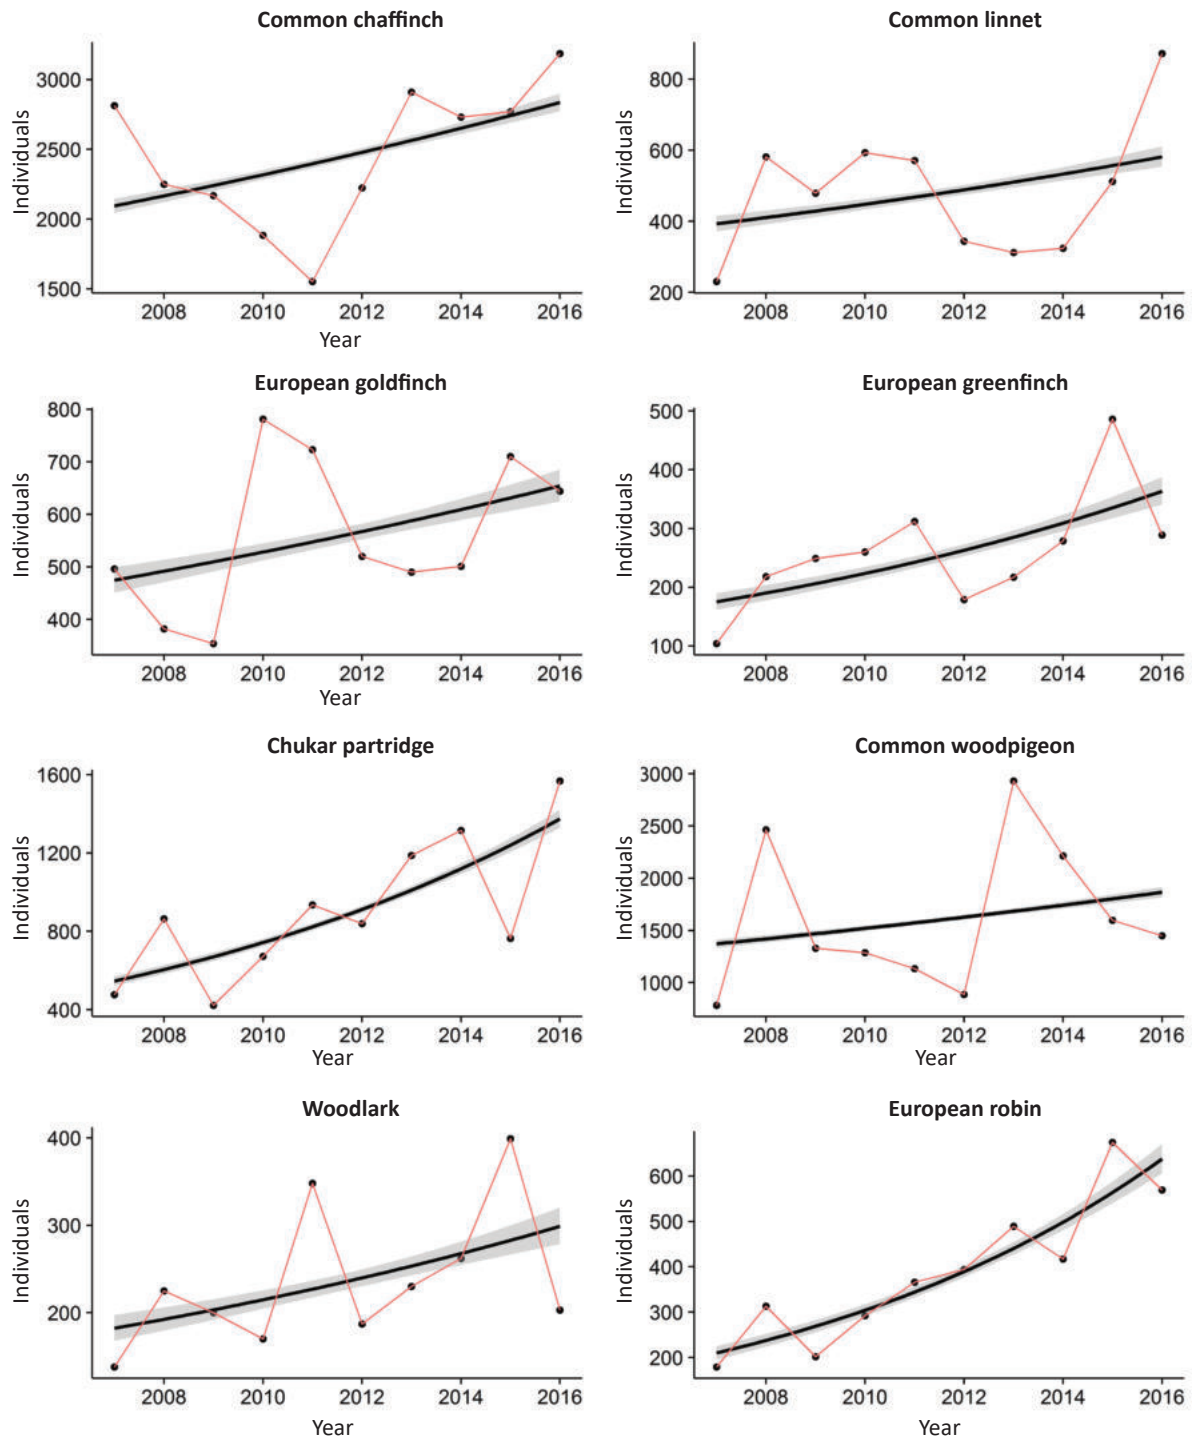 Common chaffinch
Individuals
3000
2500
2000
1500
2008 2010 2012 2014 2016
Year
Common linnet
Individuals
800
600
400
200
2008 2010 2012 2014 2016
European goldfinch
Individuals
800
700
600
500
400
2008 2010 2012 2014 2016
Year
European greenfinch
Individuals
500
400
300
200
100
2008 2010 2012 2014 2016
Chukar partridge
Individuals
1600
1200
800
400
2008 2010 2012 2014 2016
Year
Common woodpigeon
Individuals
3000
2500
2000
1500
1000
2008 2010 2012 2014 2016
Year
Woodlark
Individuals
400
300
200
2008 2010 2012 2014 2016
Year
European robin
Individuals
600
500
400
300
200
2008 2010 2012 2014 2016
Year